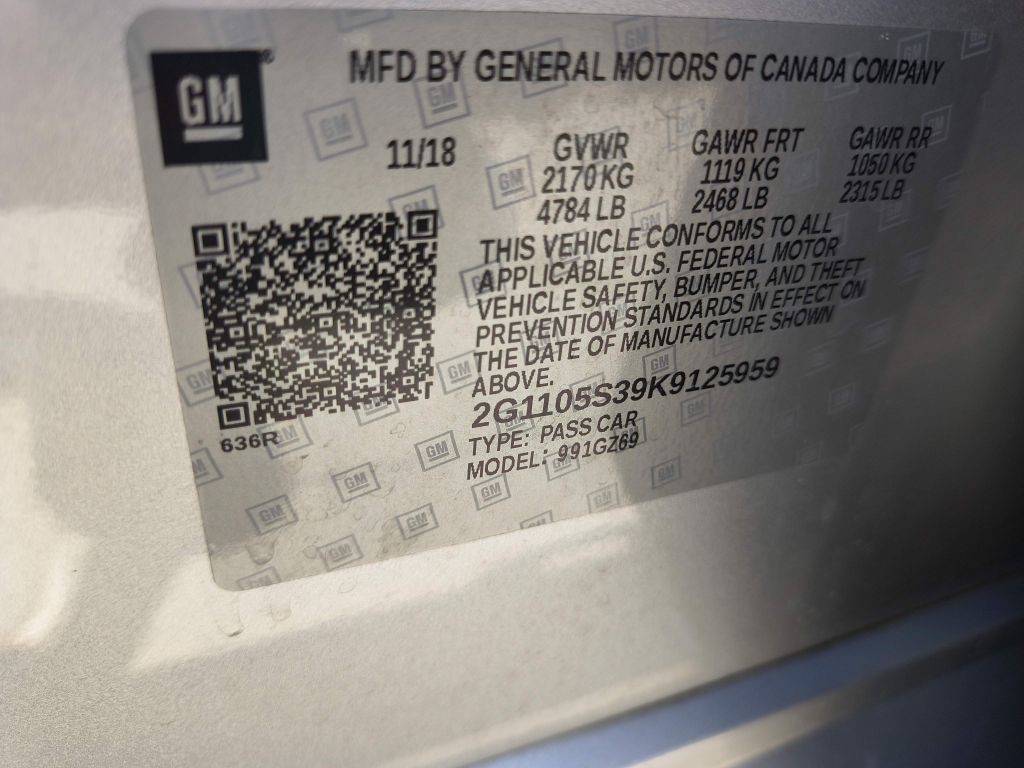 GM
MFD BY GENERAL MOTORS OF CANADA COMPANY
11/18
GVWR
2170 KG
4784 LB
GAWR FRT
1119 KG
2468 LB
GAWR RR
1050 KG
2315 LB
THIS VEHICLE CONFORMS TO ALL
APPLICABLE U.S. FEDERAL MOTOR
VEHICLE SAFETY, BUMPER, AND THEFT
PREVENTION STANDARDS IN EFFECT ON
THE DATE OF MANUFACTURE SHOWN
ABOVE.
2G1105S39K9125959
TYPE: PASS CAR
MODEL: 991GZ69
636R